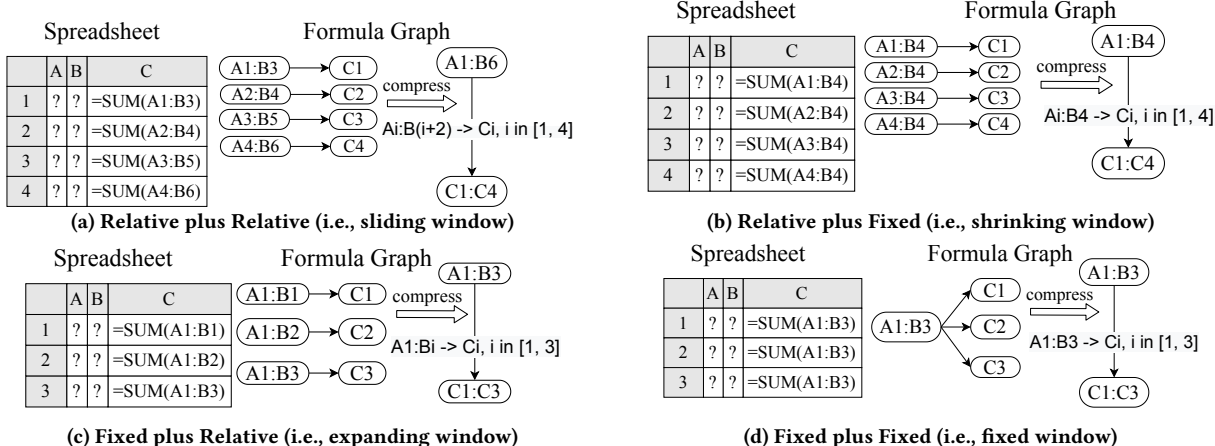 Spreadsheet
Formula Graph
A B C
1 ? ? =SUM(A1:B3)
2 ? ? =SUM(A2:B4)
3 ? ? =SUM(A3:B5)
4 ? ? =SUM(A4:B6)
A1:B3 C1
A2:B4 C2
A3:B5 C3
A4:B6 C4
compress
A1:B6
Ai:B(i+2) -> Ci, i in [1, 4]
C1:C4
(a) Relative plus Relative (i.e., sliding window)
Spreadsheet
Formula Graph
A B C
1 ? ? =SUM(A1:B4)
2 ? ? =SUM(A2:B4)
3 ? ? =SUM(A3:B4)
4 ? ? =SUM(A4:B4)
A1:B4 C1
A2:B4 C2
A3:B4 C3
A4:B4 C4
compress
A1:B4
Ai:B4 -> Ci, i in [1, 4]
C1:C4
(b) Relative plus Fixed (i.e., shrinking window)
Spreadsheet
Formula Graph
A B C
1 ? ? =SUM(A1:B1)
2 ? ? =SUM(A1:B2)
3 ? ? =SUM(A1:B3)
A1:B1 C1
A1:B2 C2
A1:B3 C3
compress
A1:B3
A1:Bi -> Ci, i in [1, 3]
C1:C3
(c) Fixed plus Relative (i.e., expanding window)
Spreadsheet
Formula Graph
A B C
1 ? ? =SUM(A1:B3)
2 ? ? =SUM(A1:B3)
3 ? ? =SUM(A1:B3)
A1:B3
C1
C2
C3
compress
A1:B3
A1:B3 -> Ci, i in [1, 3]
C1:C3
(d) Fixed plus Fixed (i.e., fixed window)